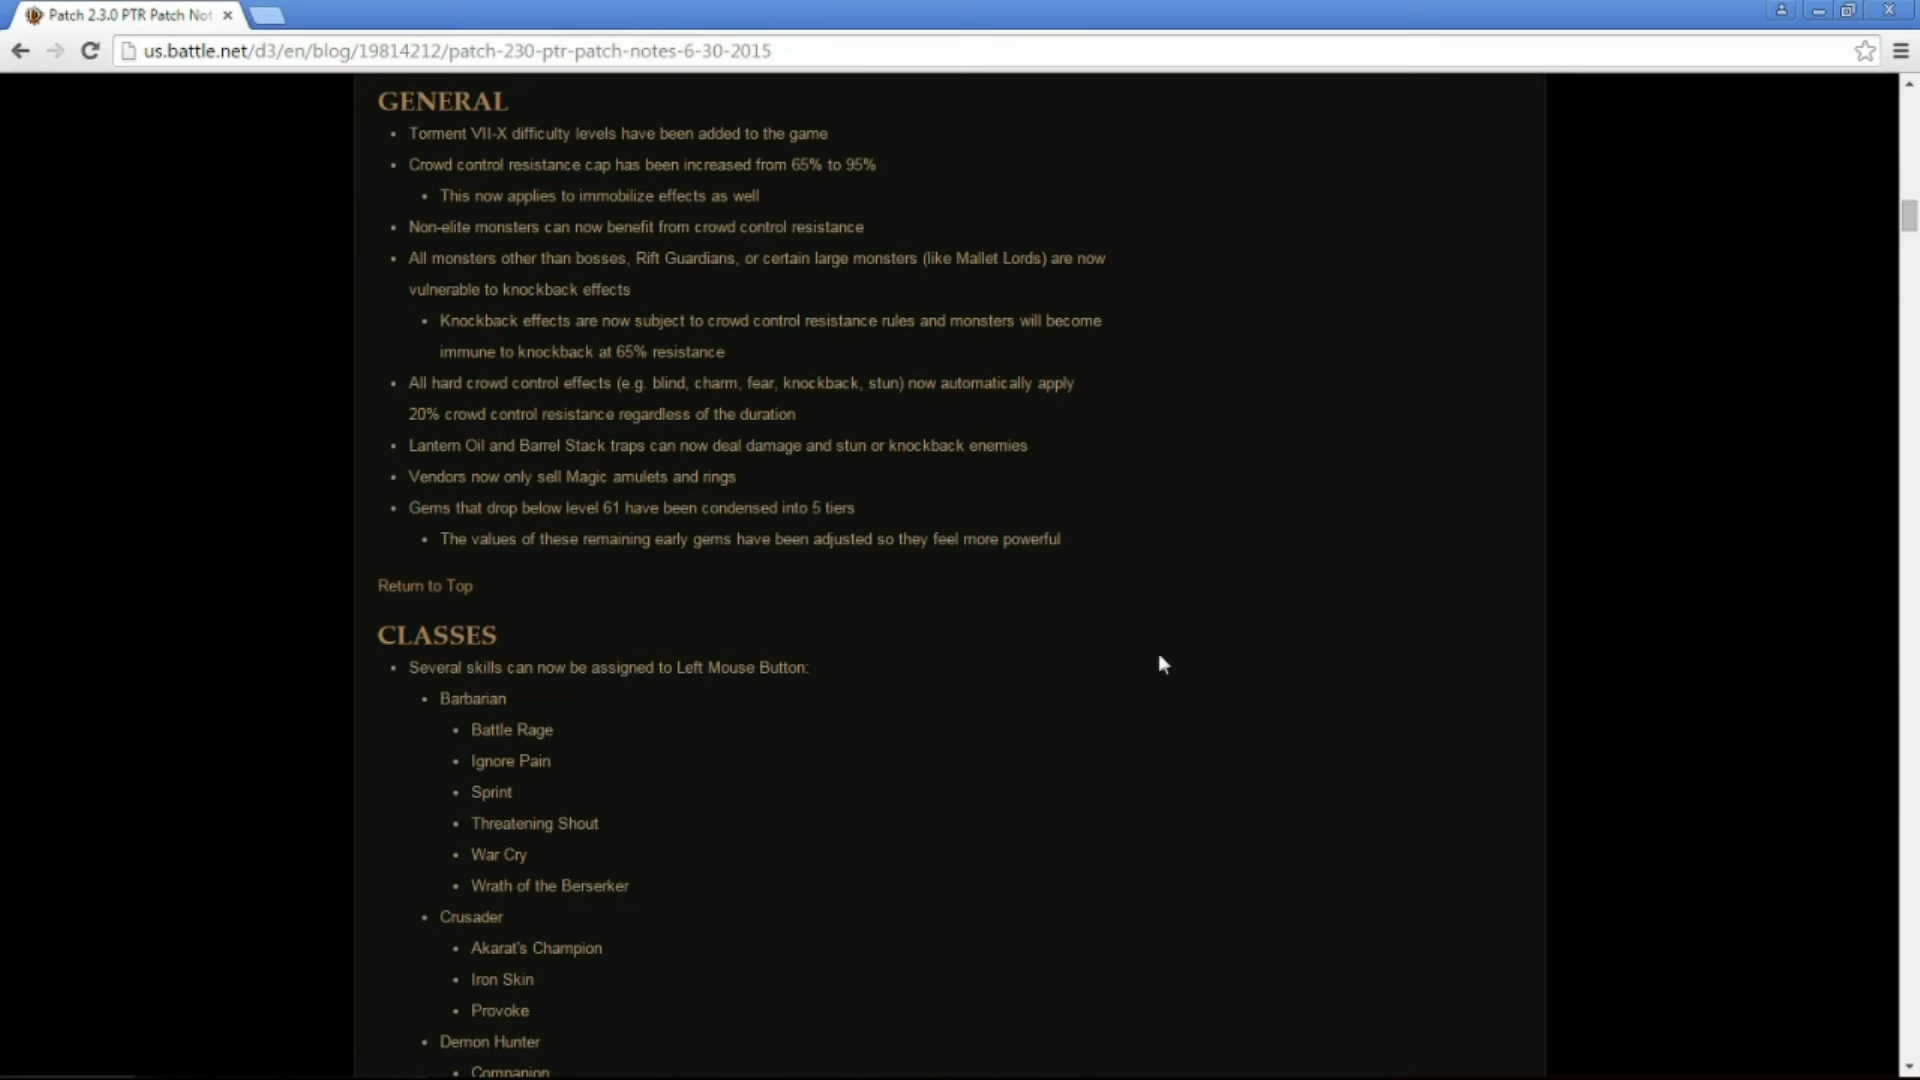 Patch 2.3.0 PTR Patch Not
us.battle.net/d3/en/blog/19814212/patch-230-ptr-patch-notes-6-30-2015
GENERAL
Torment VII-X difficulty levels have been added to the game
Crowd control resistance cap has been increased from 65% to 95%
This now applies to immobilize effects as well
Non-elite monsters can now benefit from crowd control resistance
All monsters other than bosses, Rift Guardians, or certain large monsters (like Mallet Lords) are now
vulnerable to knockback effects
Knockback effects are now subject to crowd control resistance rules and monsters will become
immune to knockback at 65% resistance
All hard crowd control effects (e.g. blind, charm, fear, knockback, stun) now automatically apply
20% crowd control resistance regardless of the duration
Lantern Oil and Barrel Stack traps can now deal damage and stun or knockback enemies
Vendors now only sell Magic amulets and rings
Gems that drop below level 61 have been condensed into 5 tiers
The values of these remaining early gems have been adjusted so they feel more powerful
Return to Top
CLASSES
Several skills can now be assigned to Left Mouse Button:
Barbarian
Battle Rage
Ignore Pain
Sprint
Threatening Shout
War Cry
Wrath of the Berserker
Crusader
Akarat's Champion
Iron Skin
Provoke
Demon Hunter
Companion